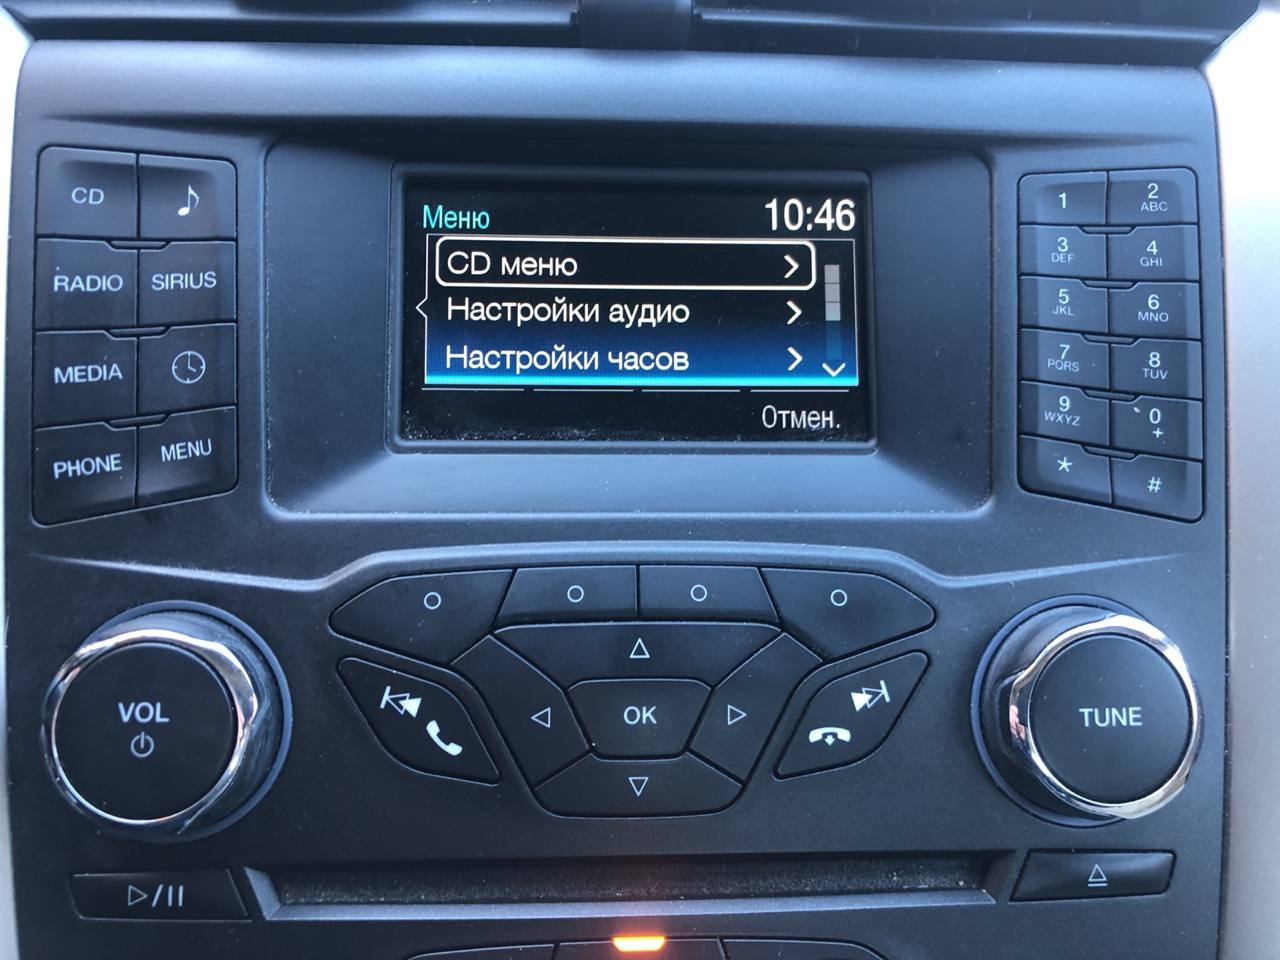 CD
RADIO SIRIUS
MEDIA
PHONE MENU
Меню 10:46
CD меню
Настройки аудио
Настройки часов
Отмен.
1 2 ABC
3 DEF 4 GHI
5 JKL 6 MNO
7 PQRS 8 TUV
9 WXYZ 0 +
* #
VOL
OK
TUNE